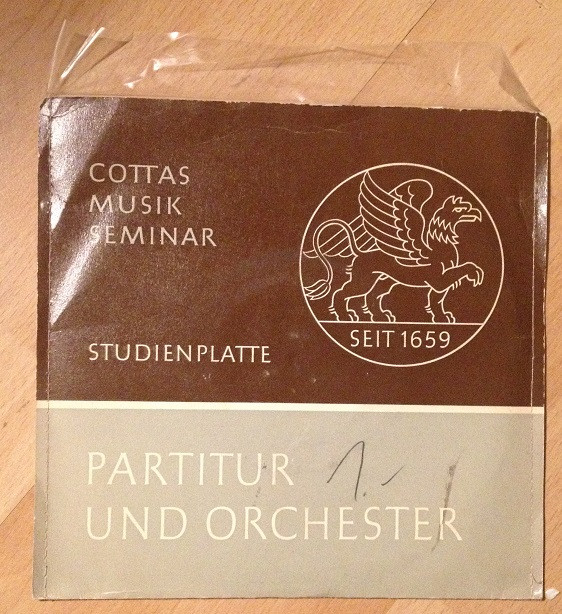 COTTAS
MUSIK
SEMINAR
SEIT 1659
STUDIENPLATTE
PARTITUR 1.-
UND ORCHESTER